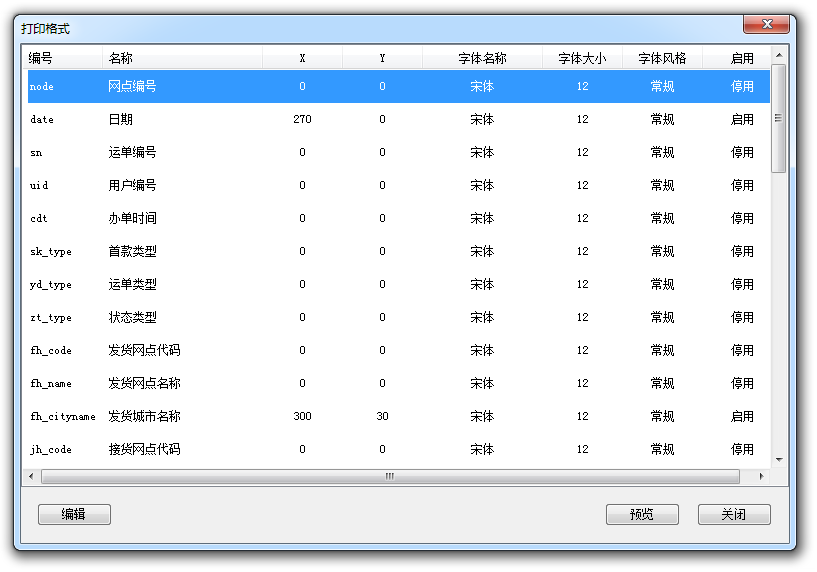 打印格式
编号 名称 X Y 字体名称 字体大小 字体风格 启用
node 网点编号 0 0 宋体 12 常规 停用
date 日期 270 0 宋体 12 常规 启用
sn 运单编号 0 0 宋体 12 常规 停用
uid 用户编号 0 0 宋体 12 常规 停用
cdt 办单时间 0 0 宋体 12 常规 停用
sk_type 首款类型 0 0 宋体 12 常规 停用
yd_type 运单类型 0 0 宋体 12 常规 停用
zt_type 状态类型 0 0 宋体 12 常规 停用
fh_code 发货网点代码 0 0 宋体 12 常规 停用
fh_name 发货网点名称 0 0 宋体 12 常规 停用
fh_cityname 发货城市名称 300 30 宋体 12 常规 启用
jh_code 接货网点代码 0 0 宋体 12 常规 停用
编辑 预览 关闭